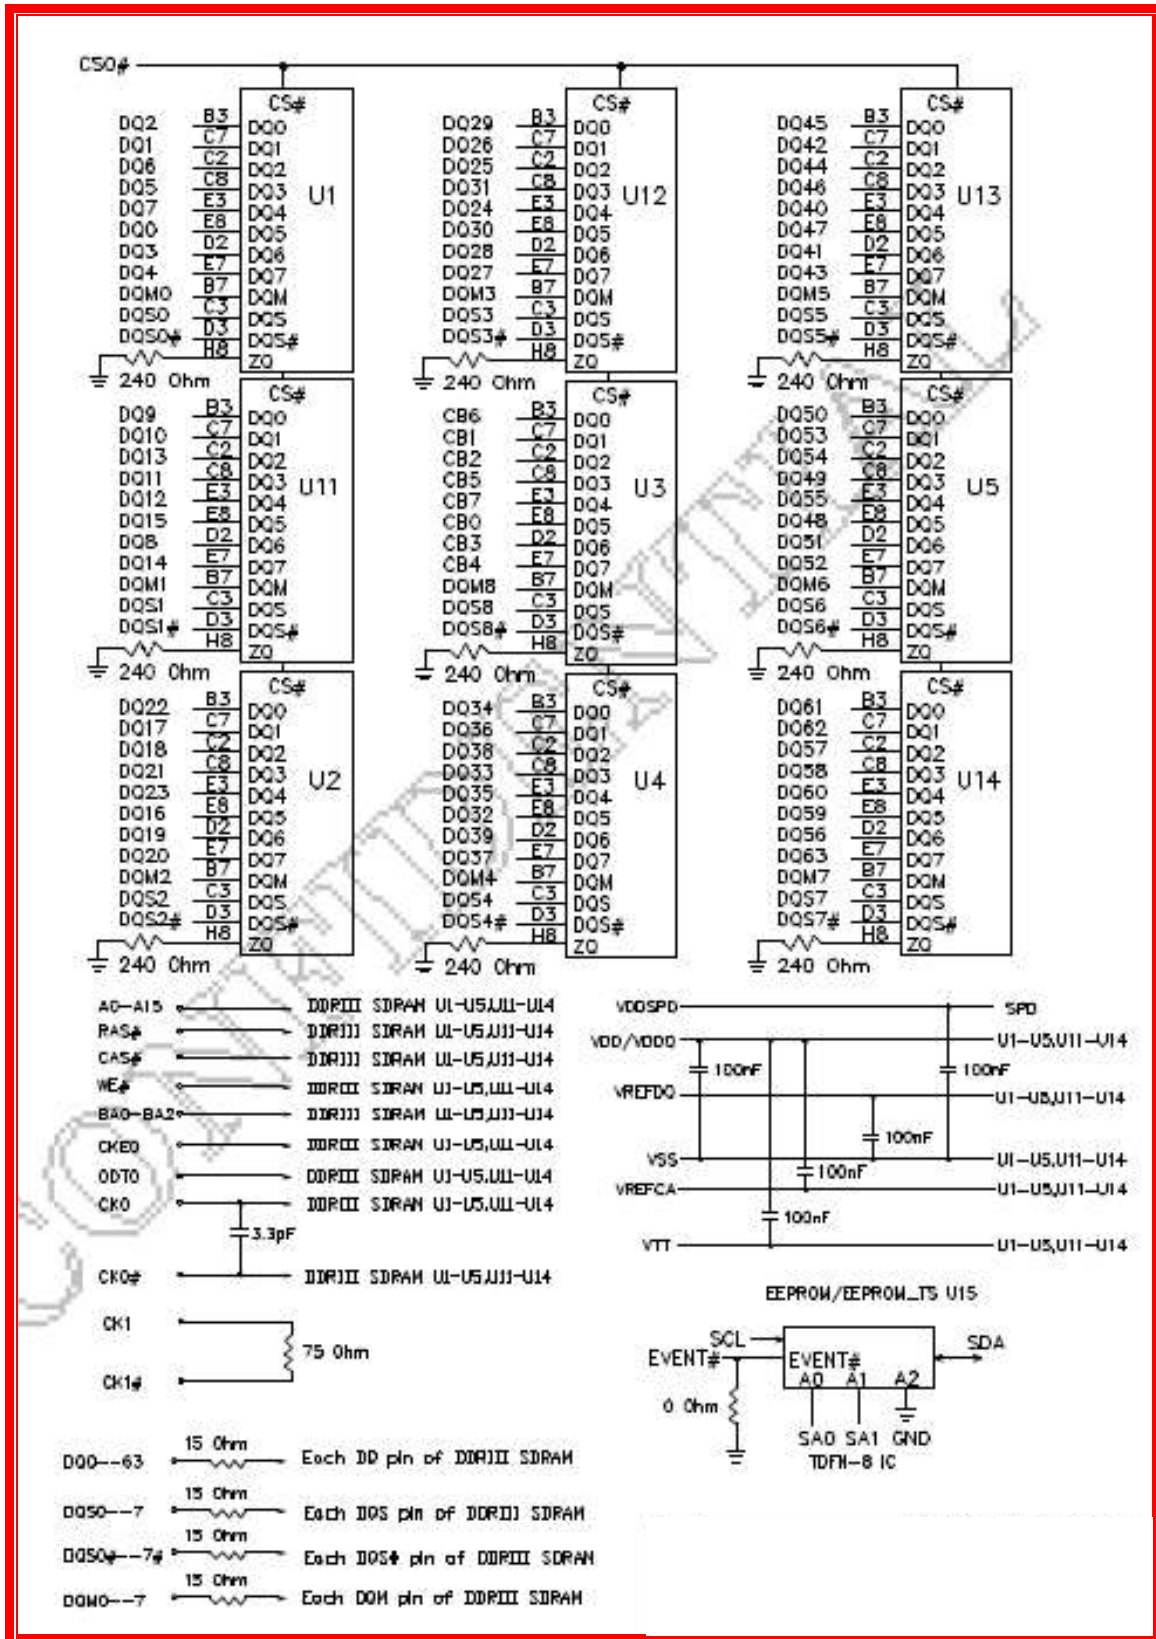 CS0#
CS#
DQ2 B3 DQ0
DQ1 C7 DQ1
DQ6 C2 DQ2
DQ5 C8 DQ3
U1
DQ7 E3 DQ4
DQ0 E8 DQ5
DQ3 D2 DQ6
DQ4 E7 DQ7
DQM0 B7 DQM
DQS0 C3 DQS
DQS0# D3 DQS#
H8 ZQ
240 Ohm
CS#
DQ9 B3 DQ0
DQ10 C7 DQ1
DQ13 C2 DQ2
DQ11 C8 DQ3
U11
DQ12 E3 DQ4
DQ15 E8 DQ5
DQ8 D2 DQ6
DQ14 E7 DQ7
DQM1 B7 DQM
DQS1 C3 DQS
DQS1# D3 DQS#
H8 ZQ
240 Ohm
CS#
DQ22 B3 DQ0
DQ17 C7 DQ1
DQ18 C2 DQ2
DQ21 C8 DQ3
U2
DQ23 E3 DQ4
DQ16 E8 DQ5
DQ19 D2 DQ6
DQ20 E7 DQ7
DQM2 B7 DQM
DQS2 C3 DQS
DQS2# D3 DQS#
H8 ZQ
240 Ohm
CS#
DQ29 B3 DQ0
DQ26 C7 DQ1
DQ25 C2 DQ2
DQ31 C8 DQ3
U12
DQ24 E3 DQ4
DQ30 E8 DQ5
DQ28 D2 DQ6
DQ27 E7 DQ7
DQM3 B7 DQM
DQS3 C3 DQS
DQS3# D3 DQS#
H8 ZQ
240 Ohm
CS#
CB6 B3 DQ0
CB1 C7 DQ1
CB2 C2 DQ2
CB5 C8 DQ3
U3
CB7 E3 DQ4
CB0 E8 DQ5
CB3 D2 DQ6
CB4 E7 DQ7
DQM8 B7 DQM
DQS8 C3 DQS
DQS8# D3 DQS#
H8 ZQ
240 Ohm
CS#
DQ34 B3 DQ0
DQ36 C7 DQ1
DQ38 C2 DQ2
DQ33 C8 DQ3
U4
DQ35 E3 DQ4
DQ32 E8 DQ5
DQ39 D2 DQ6
DQ37 E7 DQ7
DQM4 B7 DQM
DQS4 C3 DQS
DQS4# D3 DQS#
H8 ZQ
240 Ohm
CS#
DQ45 B3 DQ0
DQ42 C7 DQ1
DQ44 C2 DQ2
DQ46 C8 DQ3
U13
DQ40 E3 DQ4
DQ47 E8 DQ5
DQ41 D2 DQ6
DQ43 E7 DQ7
DQM5 B7 DQM
DQS5 C3 DQS
DQS5# D3 DQS#
H8 ZQ
240 Ohm
CS#
DQ50 B3 DQ0
DQ53 C7 DQ1
DQ54 C2 DQ2
DQ49 C8 DQ3
U5
DQ55 E3 DQ4
DQ48 E8 DQ5
DQ51 D2 DQ6
DQ52 E7 DQ7
DQM6 B7 DQM
DQS6 C3 DQS
DQS6# D3 DQS#
H8 ZQ
240 Ohm
CS#
DQ61 B3 DQ0
DQ62 C7 DQ1
DQ57 C2 DQ2
DQ58 C8 DQ3
U14
DQ60 E3 DQ4
DQ59 E8 DQ5
DQ56 D2 DQ6
DQ63 E7 DQ7
DQM7 B7 DQM
DQS7 C3 DQS
DQS7# D3 DQS#
H8 ZQ
240 Ohm
CONFIDENTIAL
A0-A15 DDRIII SDRAM U1-U5,U11-U14
RAS# DDRIII SDRAM U1-U5,U11-U14
CAS# DDRIII SDRAM U1-U5,U11-U14
WE# DDRIII SDRAM U1-U5,U11-U14
BA0-BA2 DDRIII SDRAM U1-U5,U11-U14
CKE0 DDRIII SDRAM U1-U5,U11-U14
ODT0 DDRIII SDRAM U1-U5,U11-U14
CK0 DDRIII SDRAM U1-U5,U11-U14
3.3pF
CK0# DDRIII SDRAM U1-U5,U11-U14
CK1
75 Ohm
CK1#
15 Ohm
DQ0--63 Each DQ pin of DDRIII SDRAM
15 Ohm
DQS0--7 Each DQS pin of DDRIII SDRAM
15 Ohm
DQS0#--7# Each DQS# pin of DDRIII SDRAM
15 Ohm
DQM0--7 Each DQM pin of DDRIII SDRAM
VDDSPD SPD
VDD/VDDQ U1-U5,U11-U14
100nF 100nF
VREFDQ U1-U5,U11-U14
100nF
VSS U1-U5,U11-U14
100nF
VREFCA U1-U5,U11-U14
100nF
VTT U1-U5,U11-U14
EEPROM/EEPROM_TS U15
SCL SDA
EVENT# EVENT#
A0 A1 A2
0 Ohm
SA0 SA1 GND
TDFN-8 IC